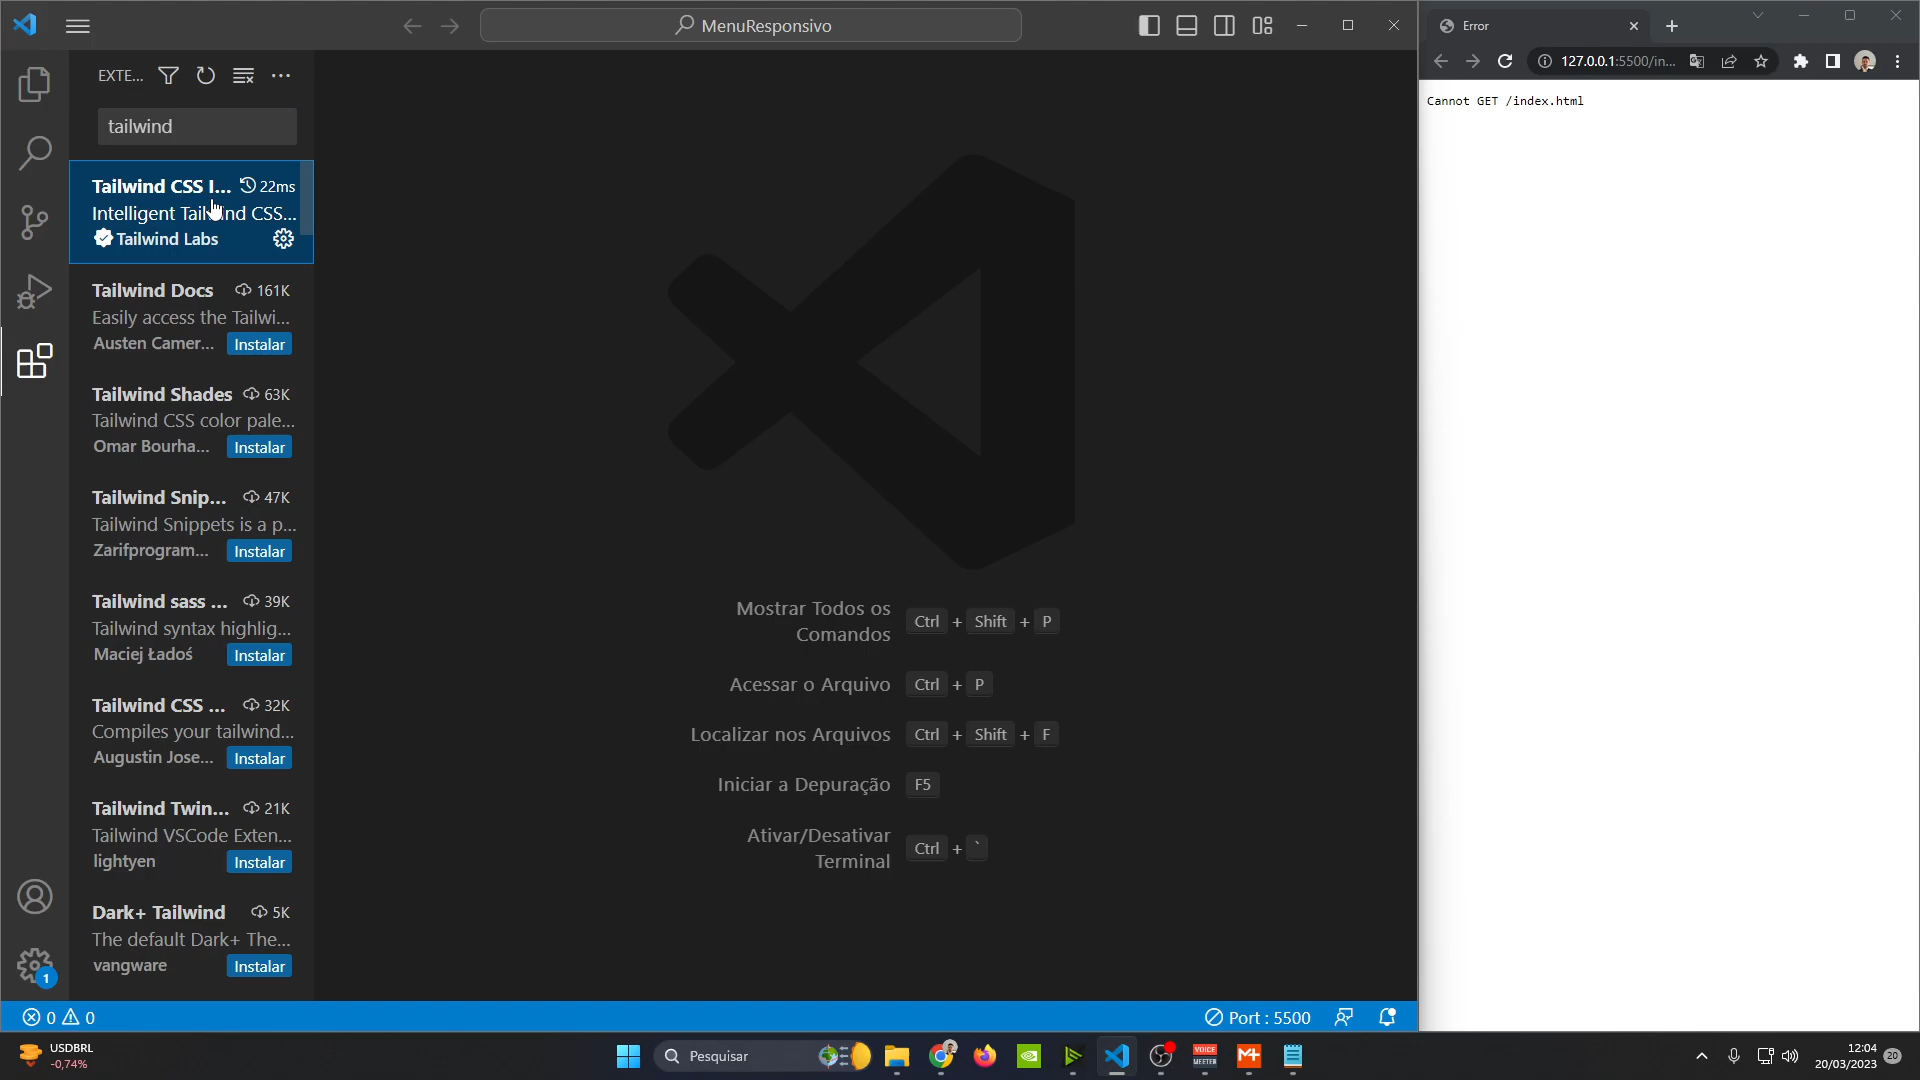 MenuResponsivo
EXTE...
tailwind
Tailwind CSS I... 22ms
Intelligent Tailwind CSS...
Tailwind Labs
Tailwind Docs 161K
Easily access the Tailwi...
Austen Camer... Instalar
Tailwind Shades 63K
Tailwind CSS color pale...
Omar Bourha... Instalar
Tailwind Snip... 47K
Tailwind Snippets is a p...
Zarifprogram... Instalar
Tailwind sass ... 39K
Tailwind syntax highlig...
Maciej Ładoś Instalar
Tailwind CSS ... 32K
Compiles your tailwind...
Augustin Jose... Instalar
Tailwind Twin... 21K
Tailwind VSCode Exten...
lightyen Instalar
Dark+ Tailwind 5K
The default Dark+ The...
vangware Instalar
1
Mostrar Todos os
Comandos Ctrl + Shift + P
Acessar o Arquivo Ctrl + P
Localizar nos Arquivos Ctrl + Shift + F
Iniciar a Depuração F5
Ativar/Desativar
Terminal Ctrl + `
0 0
Port : 5500
Error
127.0.0.1:5500/in...
Cannot GET /index.html
USDBRL
-0,74%
Pesquisar
VOICE
MEETER
M+
12:04
20/03/2023
20